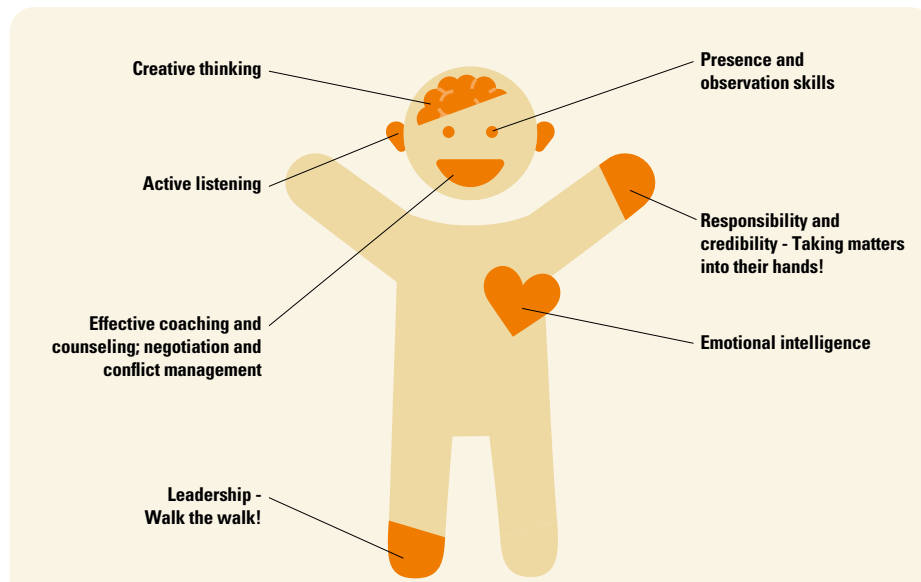 Creative thinking
Presence and
observation skills
Active listening
Responsibility and
credibility - Taking matters
into their hands!
Effective coaching and
counseling; negotiation and
conflict management
Emotional intelligence
Leadership -
Walk the walk!